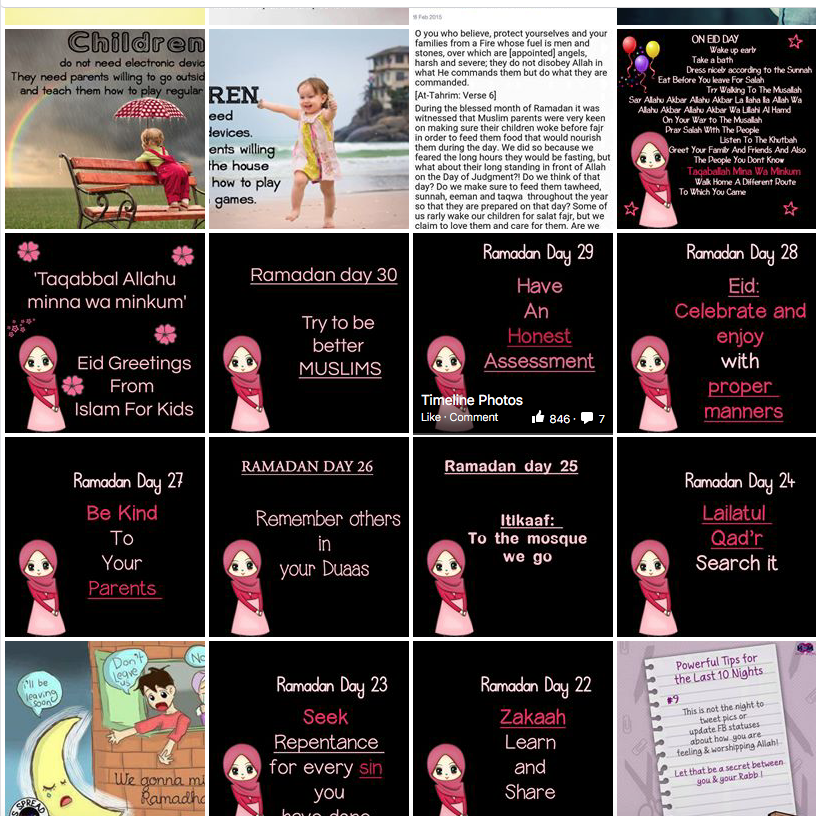 Children
do not need electronic devic
They need parents willing to go outsid
and teach them how to play regular
REN
eed
devices.
ents willing
the house
how to play
games.
8 Feb 2015
O you who believe, protect yourselves and your
families from a Fire whose fuel is men and
stones, over which are [appointed] angels,
harsh and severe; they do not disobey Allah in
what He commands them but do what they are
commanded.
[At-Tahrim: Verse 6]
During the blessed month of Ramadan it was
witnessed that Muslim parents were very keen
on making sure their children woke before fajr
in order to feed them food that would nourish
them during the day. We did so because we
feared the long hours they would be fasting, but
what about their long standing in front of Allah
on the Day of Judgment?! Do we think of that
day? Do we make sure to feed them tawheed,
sunnah, eeman and taqwa throughout the year
so that they are prepared on that day? Some of
us rarly wake our children for salat fajr, but we
claim to love them and care for them. Are we
ON EID DAY
Wake up early
Take a bath
Dress nicely according to the Sunnah
Eat Before You leave For Salah
Try Walking To The Musallah
Say Allahu Akbar Allahu Akbar La Ilaha Ila Allah Wa
Allahu Akbar Allahu Akbar Wa Lillahi Al Hamd
On Your Way to The Musallah
Pray Salah With The People
Listen To The Khutbah
Greet Your Family And Friends And Also
The People You Dont Know
Taqaballah Mina Wa Minkum
Walk Home A Different Route
To Which You Came
'Taqabbal Allahu
minna wa minkum'
Eid Greetings
From
Islam For Kids
Ramadan day 30
Try to be
better
MUSLIMS
Ramadan Day 29
Have
An
Honest
Assessment
Timeline Photos
Like · Comment
846 ·
7
Ramadan Day 28
Eid:
Celebrate and
enjoy
with
proper
manners
Ramadan Day 27
Be Kind
To
Your
Parents
RAMADAN DAY 26
Remember others
in
your Duaas
Ramadan day 25
Itikaaf:
To the mosque
we go
Ramadan Day 24
Lailatul
Qad'r
Search it
i'll be
leaving
soon
Don't
leave
us
No
We gonna mi
Ramadha
SPREAD
Ramadan Day 23
Seek
Repentance
for every sin
you
have done
Ramadan Day 22
Zakaah
Learn
and
Share
Powerful Tips for
the Last 10 Nights
#9
This is not the night to
tweet pics or
update FB statuses
about how you are
feeling & worshipping Allah!
Let that be a secret between
you & your Rabb !